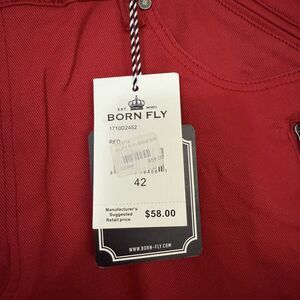 EST. MMIII
BORN FLY
1710D2452
RED
42
Manufacturer's
Suggested
Retail price
$58.00
WWW.BORN-FLY.COM